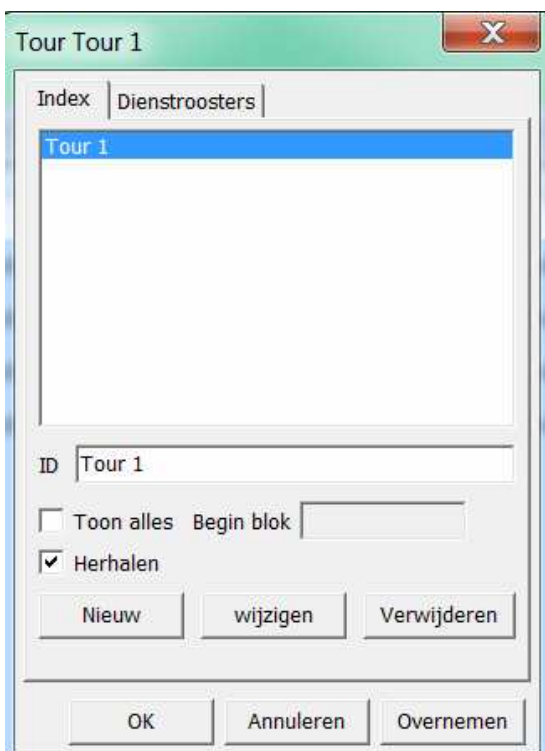 Tour Tour 1
Index Dienstroosters
Tour 1
ID Tour 1
Toon alles Begin blok
Herhalen
Nieuw wijzigen Verwijderen
OK Annuleren Overnemen